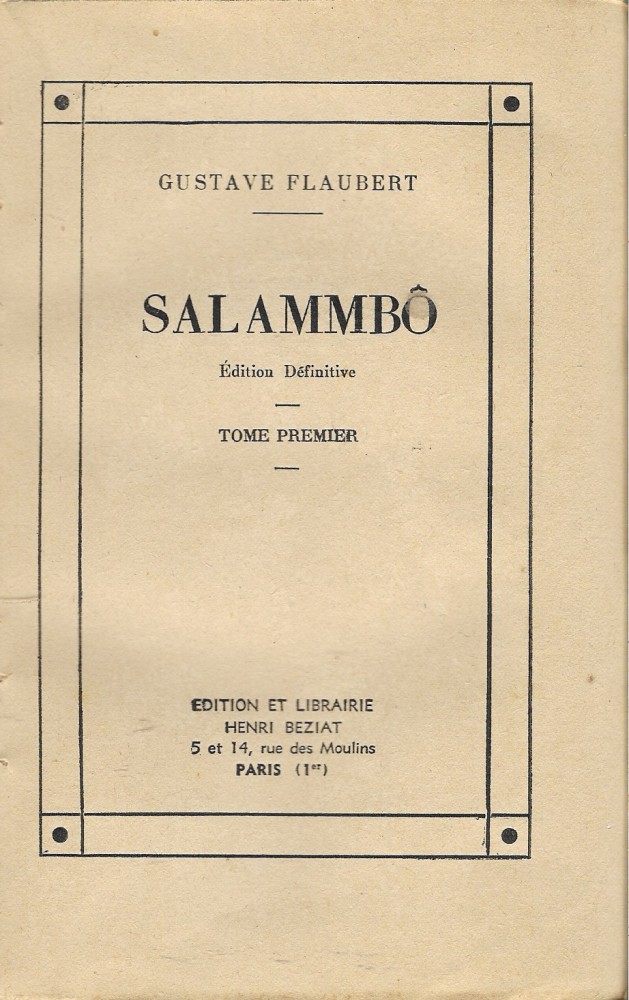 GUSTAVE FLAUBERT
SALAMMBÔ
Édition Définitive
TOME PREMIER
EDITION ET LIBRAIRIE
HENRI BEZIAT
5 et 14, rue des Moulins
PARIS (1er)